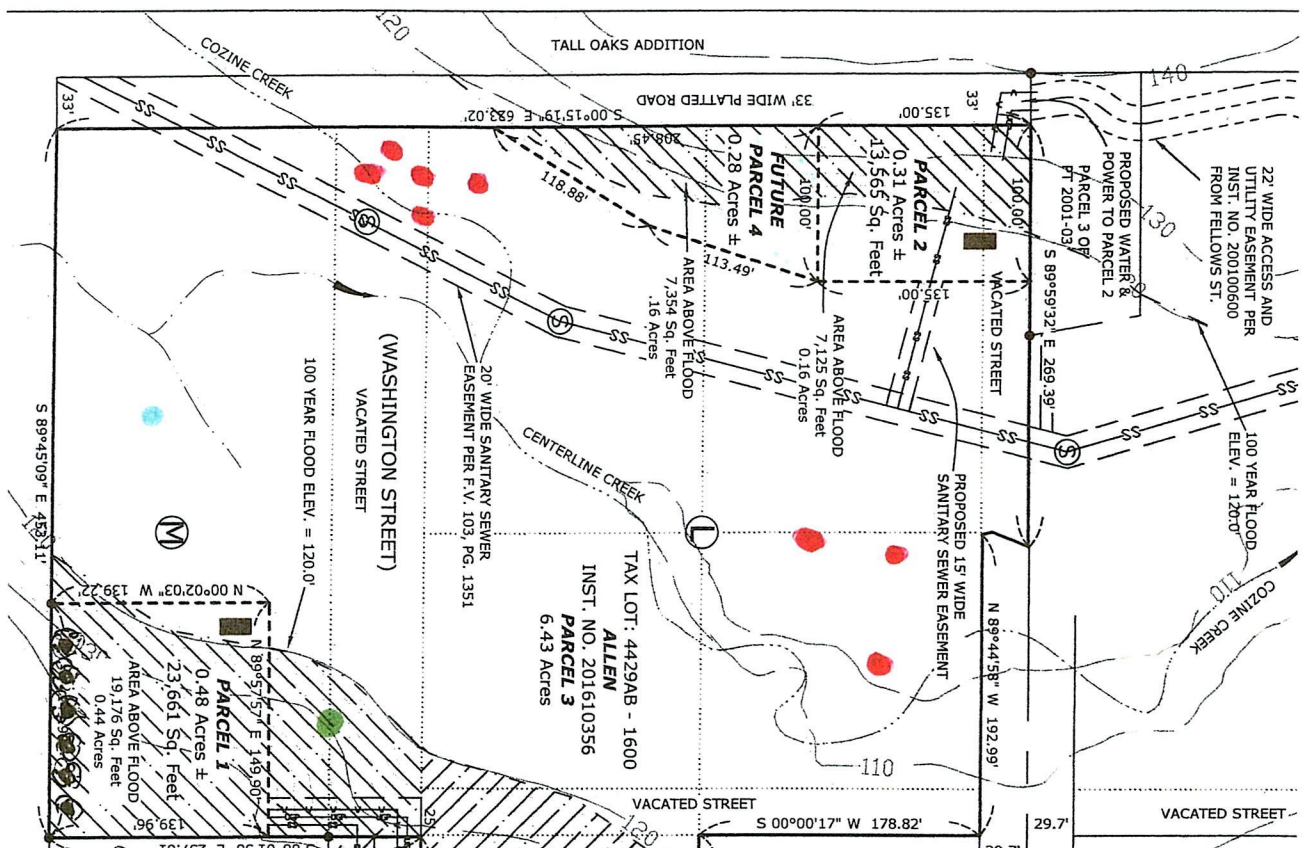 TALL OAKS ADDITION
COZINE CREEK
120
140
33' WIDE PLATTED ROAD
33'
33'
S 00°15'19" E 683.02'
208.45'
135.00'
SS
PROPOSED WATER &
POWER TO PARCEL 2
PARCEL 3 OF
PT 2001-03
22' WIDE ACCESS AND
UTILITY EASEMENT PER
INST. NO. 200100600
FROM FELLOWS ST.
130
100 YEAR FLOOD
ELEV. = 120.0'
110
COZINE CREEK
PARCEL 2
0.31 Acres ±
13,565 Sq. Feet
100.00'
100.00'
135.00'
FUTURE
PARCEL 4
0.28 Acres ±
118.88'
113.49'
AREA ABOVE FLOOD
7,354 Sq. Feet
.16 Acres
AREA ABOVE FLOOD
7,125 Sq. Feet
0.16 Acres
VACATED STREET
S 89°59'32" E 269.39'
PROPOSED 15' WIDE
SANITARY SEWER EASEMENT
S
S
S
20' WIDE SANITARY SEWER
EASEMENT PER F.V. 103, PG. 1351
(WASHINGTON STREET)
VACATED STREET
100 YEAR FLOOD ELEV. = 120.0'
CENTERLINE CREEK
L
M
TAX LOT: 4429AB - 1600
ALLEN
INST. NO. 201610356
PARCEL 3
6.43 Acres
N 89°44'58" W 192.99'
S 89°45'09" E 453.11'
N 00°02'03" W 139.22'
N 89°57'57" E 149.90'
PARCEL 1
0.48 Acres ±
23,661 Sq. Feet
AREA ABOVE FLOOD
19,176 Sq. Feet
0.44 Acres
139.96'
25'
110
120
VACATED STREET
VACATED STREET
S 00°00'17" W 178.82'
29.7'